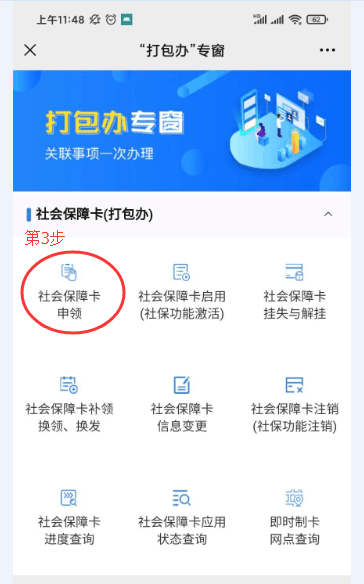 上午11:48
62
“打包办”专窗
打包办专窗
关联事项一次办理
社会保障卡(打包办)
第3步
社会保障卡
申领
社会保障卡启用
(社保功能激活)
社会保障卡
挂失与解挂
社会保障卡补领
换领、换发
社会保障卡
信息变更
社会保障卡注销
(社保功能注销)
社会保障卡
进度查询
社会保障卡应用
状态查询
即时制卡
网点查询